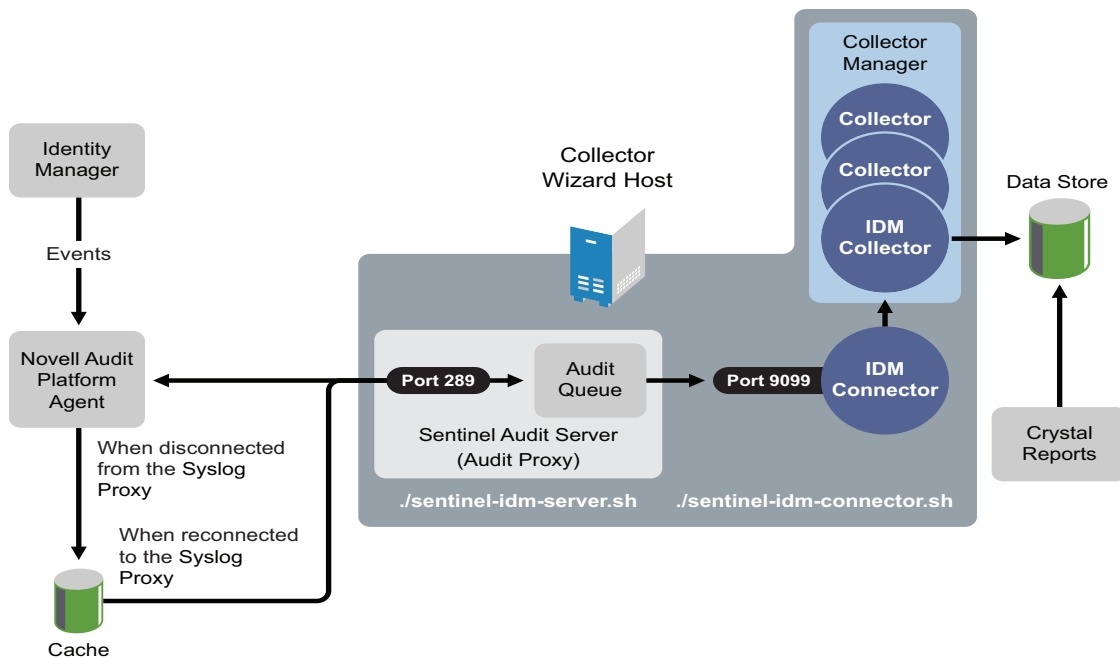 Identity
Manager
Events
Novell Audit
Platform
Agent
When disconnected
from the Syslog
Proxy
When reconnected
to the Syslog
Proxy
Cache
Collector
Wizard Host
Port 289
Audit
Queue
Sentinel Audit Server
(Audit Proxy)
./sentinel-idm-server.sh
Port 9099
IDM
Connector
./sentinel-idm-connector.sh
Collector
Manager
Collector
Collector
IDM
Collector
Data Store
Crystal
Reports